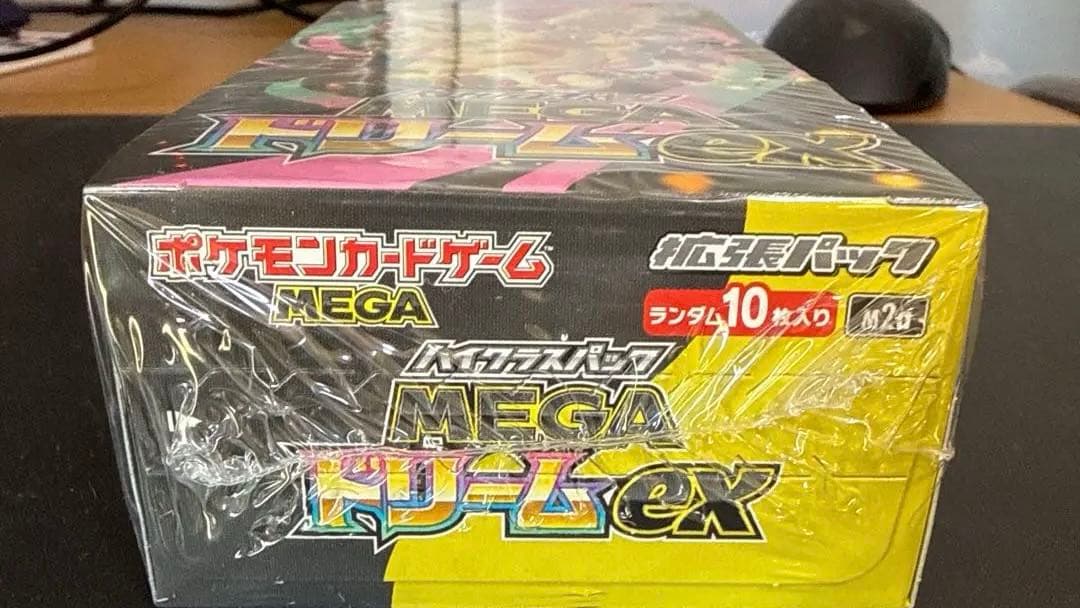 MEGA
ドリームex
ポケモンカードゲーム
MEGA
拡張パック
ランダム10枚入り
M2a
ハイクラスパック
MEGA
ドリームex